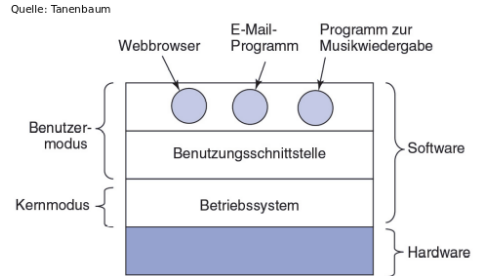 Quelle: Tanenbaum
Webbrowser
E-Mail-
Programm
Programm zur
Musikwiedergabe
Benutzer-
modus
Benutzungsschnittstelle
Software
Kernmodus
Betriebssystem
Hardware